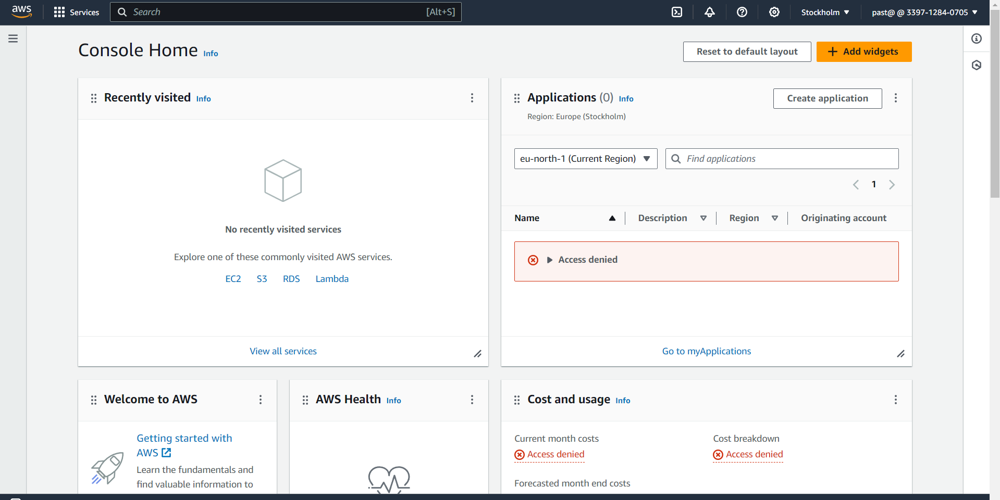 aws
Services
Search
[Alt+S]
Stockholm
past@ @ 3397-1284-0705
Console Home Info
Reset to default layout
Add widgets
Recently visited Info
No recently visited services
Explore one of these commonly visited AWS services.
EC2 S3 RDS Lambda
View all services
Applications (0) Info
Create application
Region: Europe (Stockholm)
eu-north-1 (Current Region)
Find applications
1
Name Description Region Originating account
Access denied
Go to myApplications
Welcome to AWS
Getting started with
AWS
Learn the fundamentals and
find valuable information to
AWS Health Info
Cost and usage Info
Current month costs
Access denied
Cost breakdown
Access denied
Forecasted month end costs